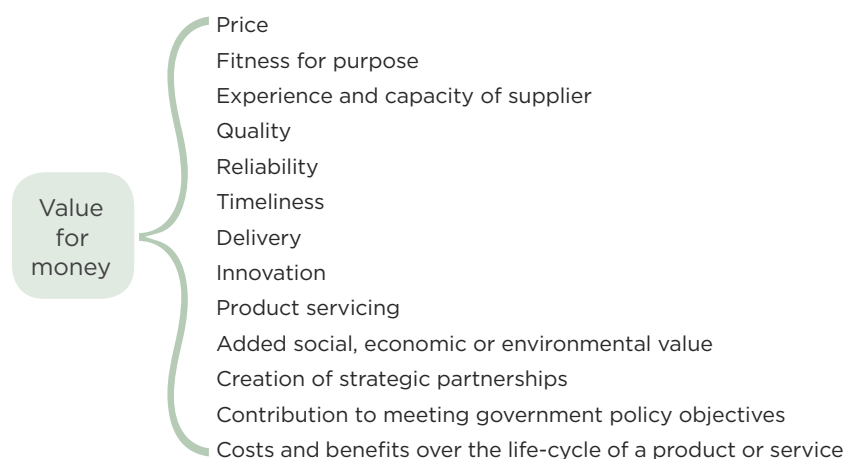 Value
for
money
Price
Fitness for purpose
Experience and capacity of supplier
Quality
Reliability
Timeliness
Delivery
Innovation
Product servicing
Added social, economic or environmental value
Creation of strategic partnerships
Contribution to meeting government policy objectives
Costs and benefits over the life-cycle of a product or service